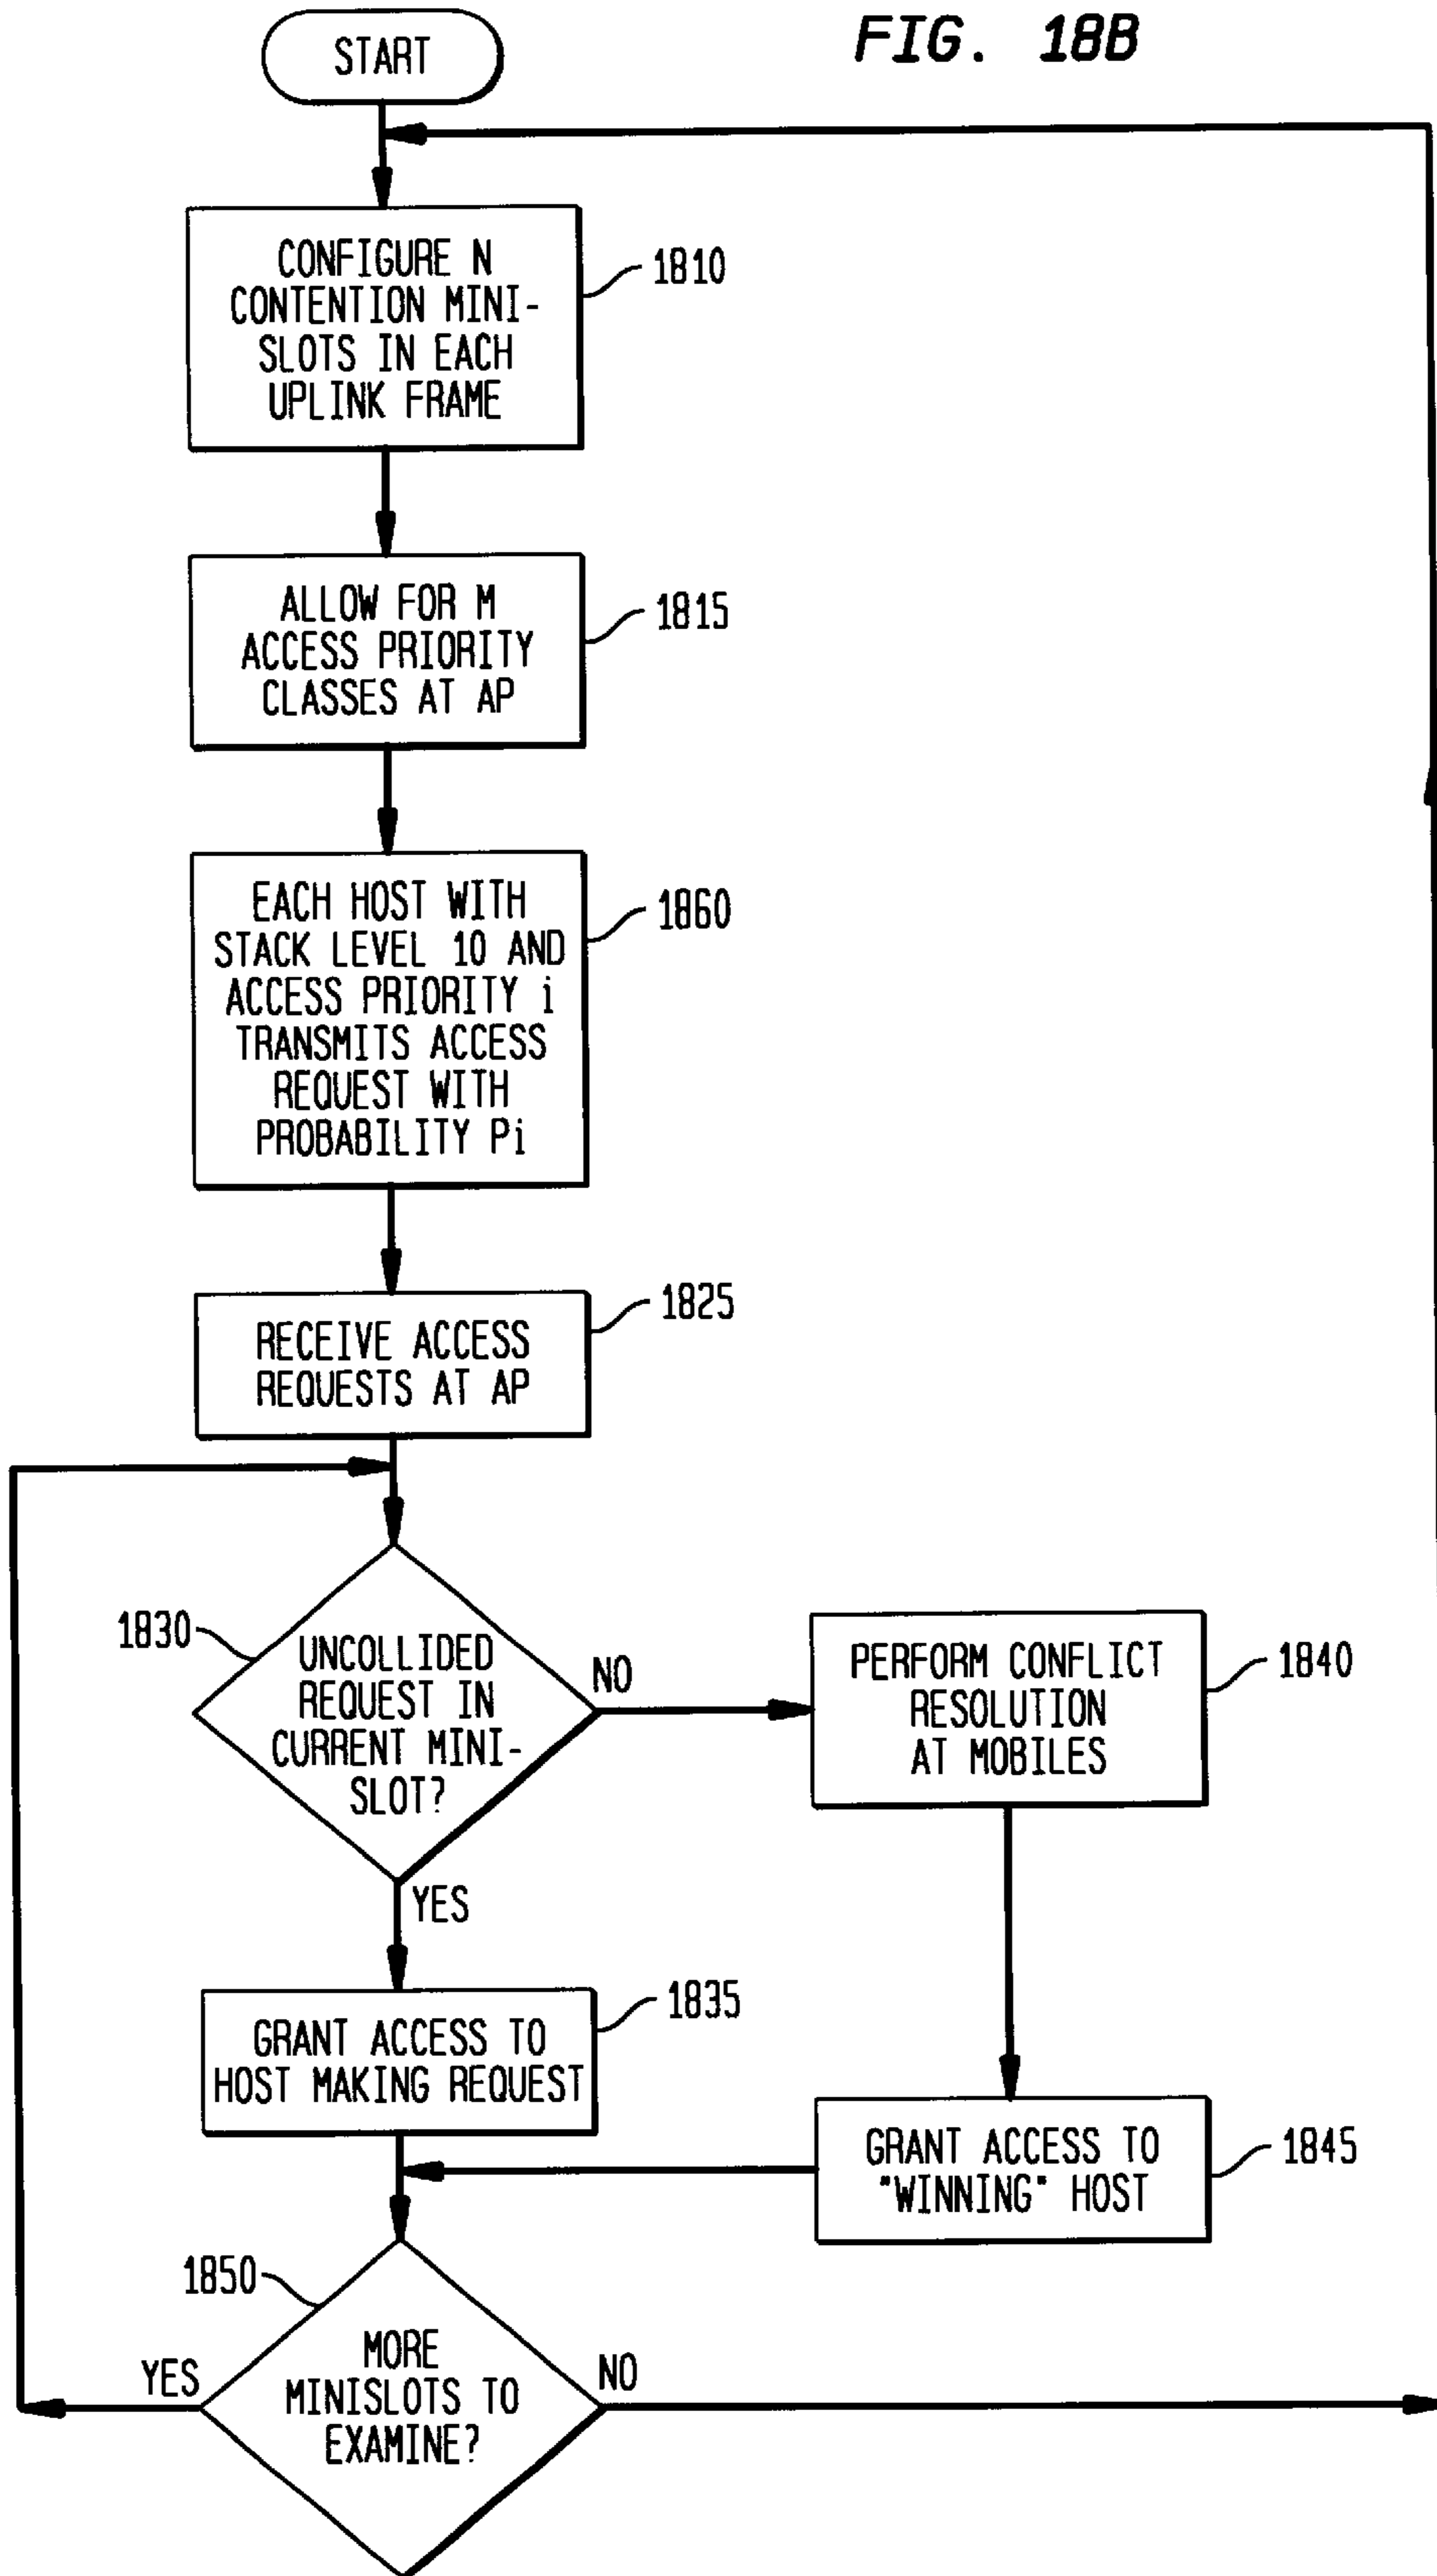 FIG. 18B
START
CONFIGURE N
CONTENTION MINI-
SLOTS IN EACH
UPLINK FRAME
1810
ALLOW FOR M
ACCESS PRIORITY
CLASSES AT AP
1815
EACH HOST WITH
STACK LEVEL 10 AND
ACCESS PRIORITY i
TRANSMITS ACCESS
REQUEST WITH
PROBABILITY Pi
1860
RECEIVE ACCESS
REQUESTS AT AP
1825
1830
UNCOLLIDED
REQUEST IN
CURRENT MINI-
SLOT?
NO
YES
PERFORM CONFLICT
RESOLUTION
AT MOBILES
1840
GRANT ACCESS TO
HOST MAKING REQUEST
1835
GRANT ACCESS TO
"WINNING" HOST
1845
1850
MORE
MINISLOTS TO
EXAMINE?
YES
NO